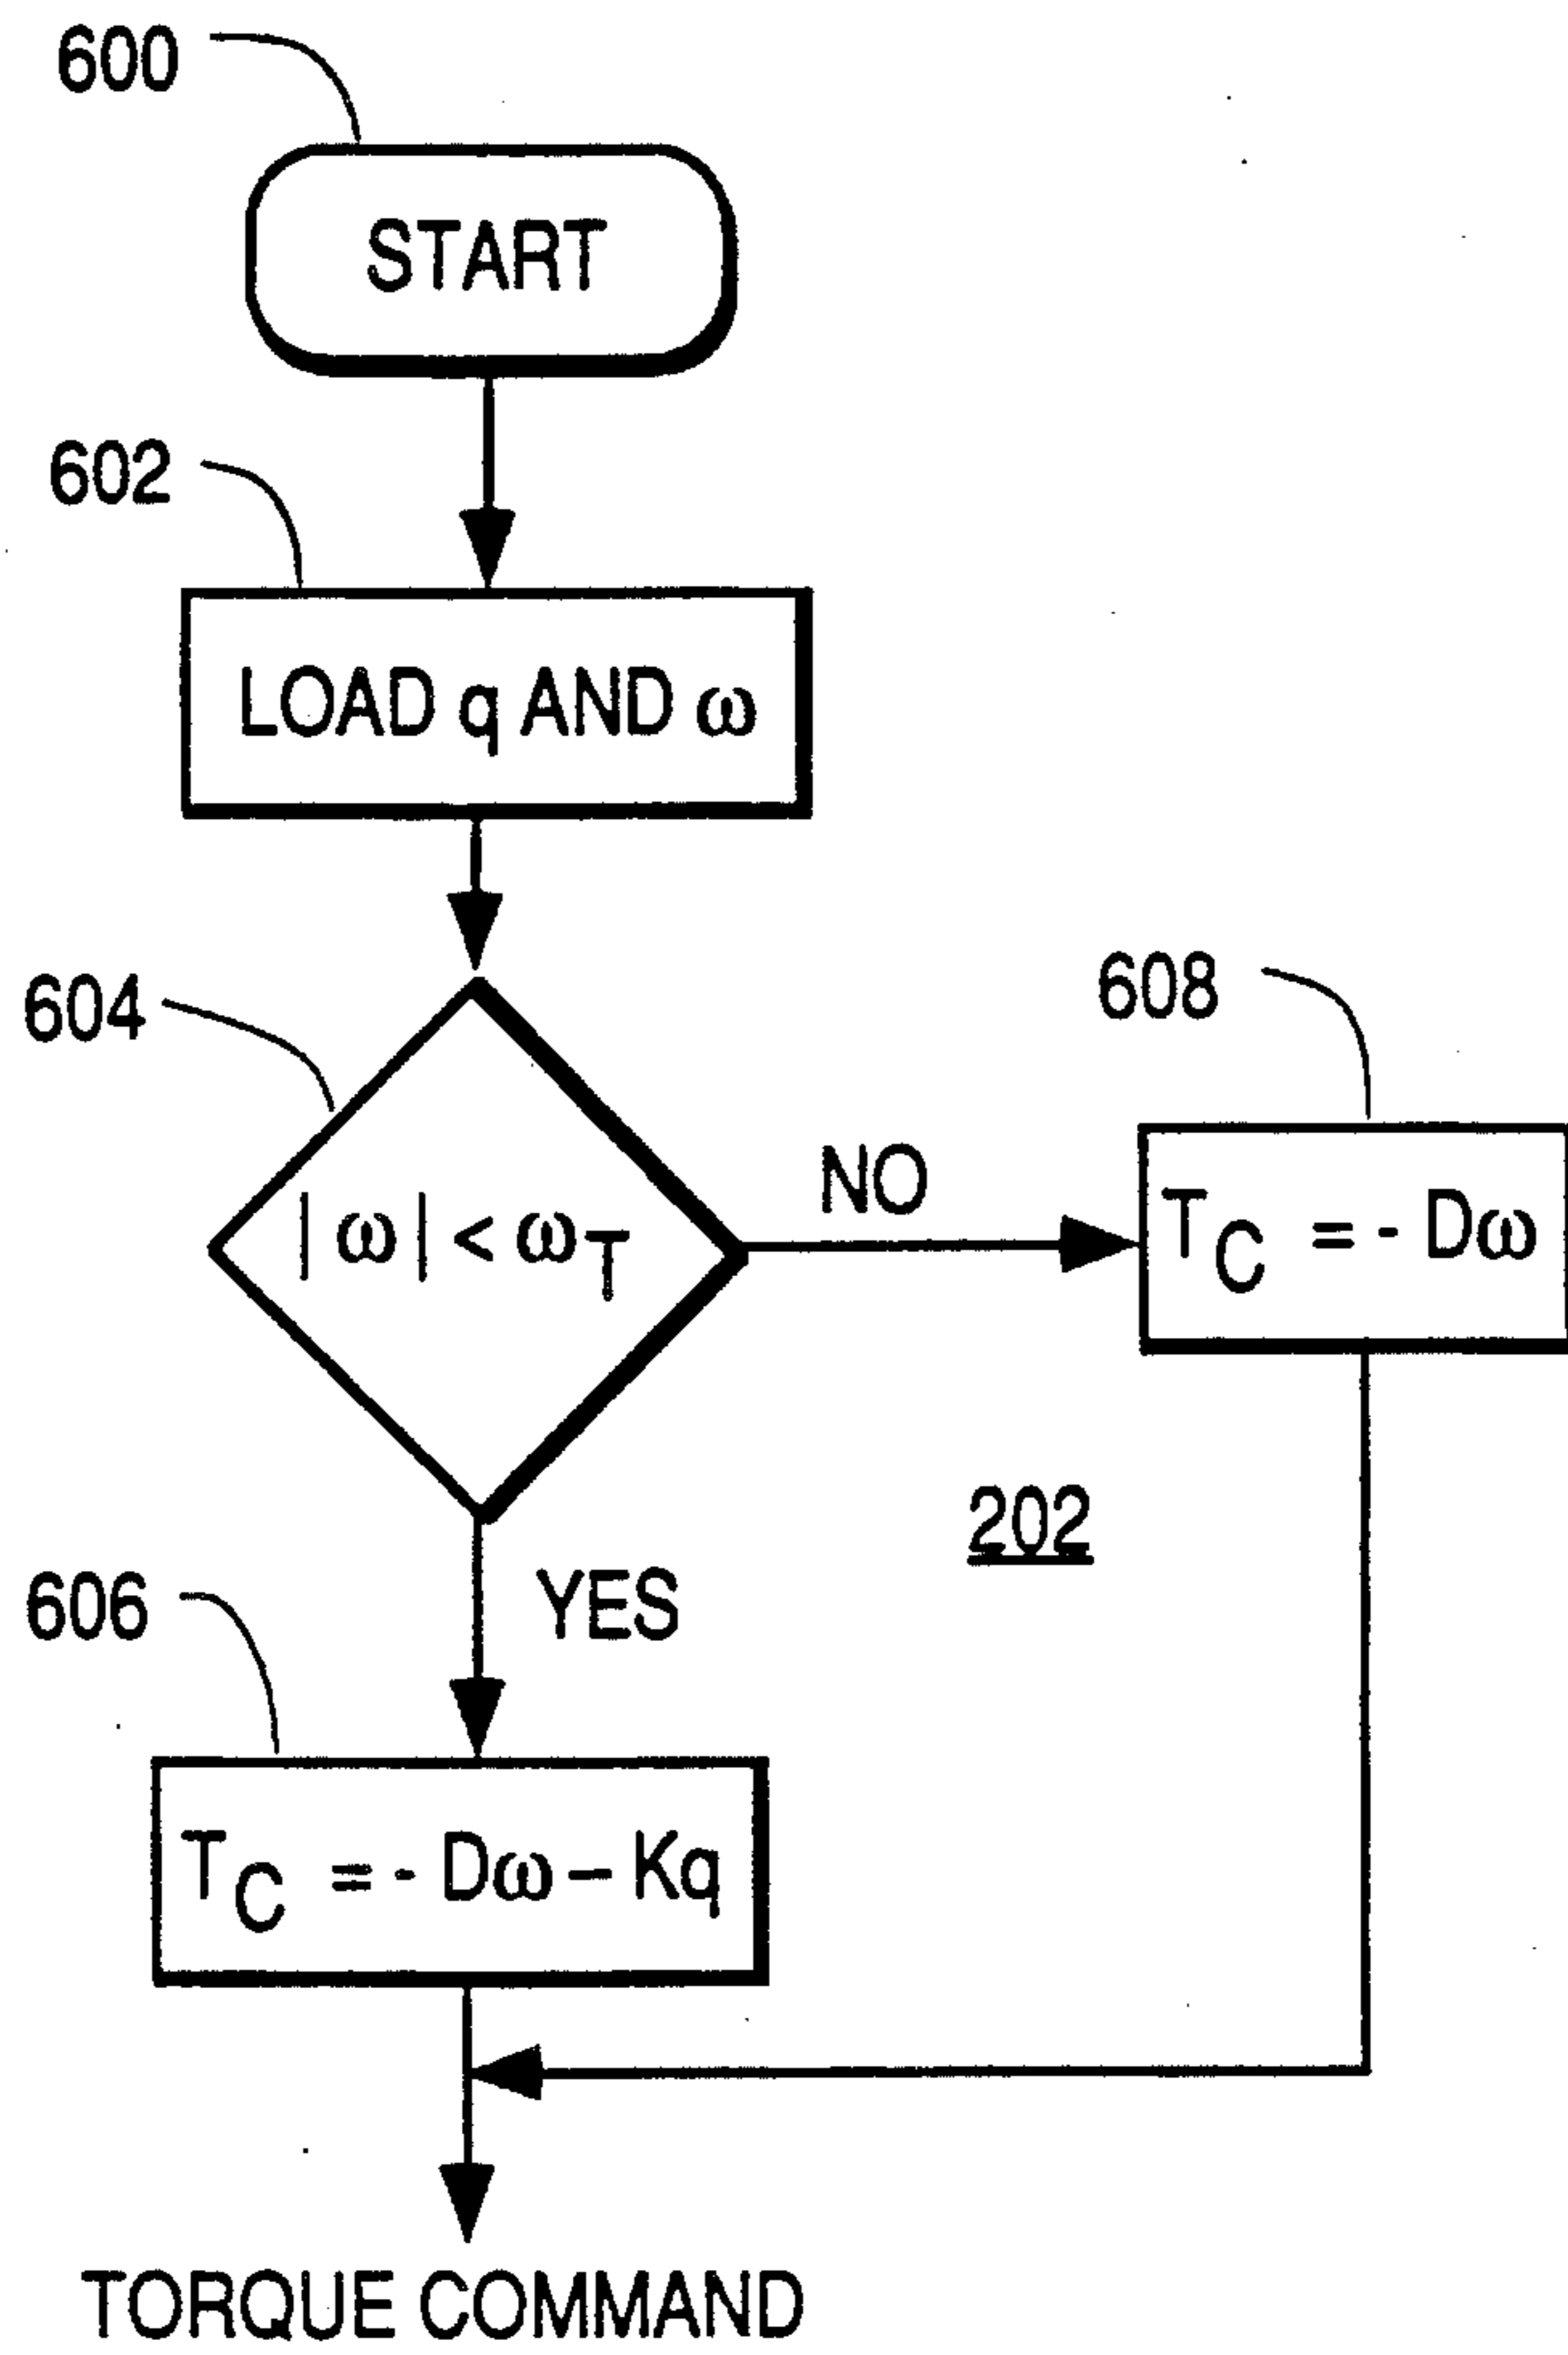 600
START
602
LOAD q AND ω
604
|ω| < ω_T
NO
608
T_C = - Dω
202
YES
606
T_C = - Dω – Kq
TORQUE COMMAND